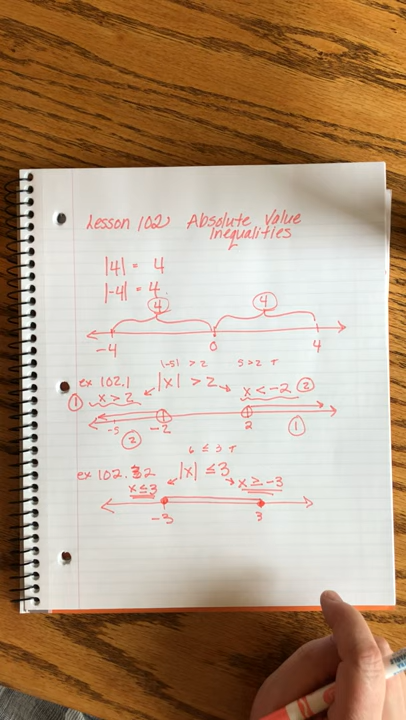 Lesson 102 Absolute Value
Inequalities
|4| = 4
|-4| = 4
4 4
-4 0 4
|-5| > 2 5 > 2 T
ex 102.1 |x| > 2
① x > 2 x < -2 ②
-5 -2 2
② ①
≤ 3 T
ex 102.2 |x| ≤ 3
x ≤ 3 x ≥ -3
-3 3